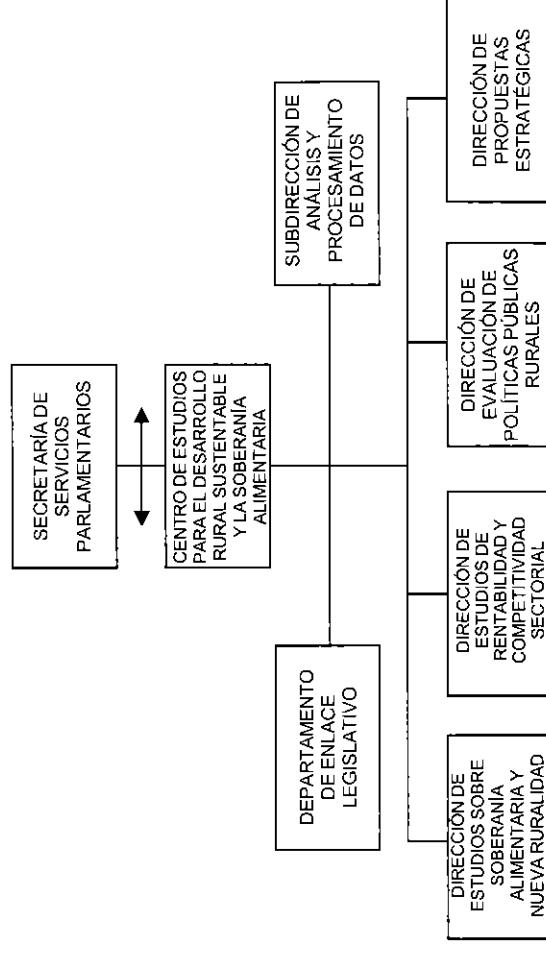 SECRETARÍA DE
SERVICIOS
PARLAMENTARIOS
CENTRO DE ESTUDIOS
PARA EL DESARROLLO
RURAL SUSTENTABLE
Y LA SOBERANÍA
ALIMENTARIA
DEPARTAMENTO
DE ENLACE
LEGISLATIVO
SUBDIRECCIÓN DE
ANÁLISIS Y
PROCESAMIENTO
DE DATOS
DIRECCIÓN DE
ESTUDIOS SOBRE
SOBERANÍA
ALIMENTARIA Y
NUEVA RURALIDAD
DIRECCIÓN DE
ESTUDIOS DE
RENTABILIDAD Y
COMPETITIVIDAD
SECTORIAL
DIRECCIÓN DE
EVALUACIÓN DE
POLÍTICAS PÚBLICAS
RURALES
DIRECCIÓN DE
PROPUESTAS
ESTRATÉGICAS